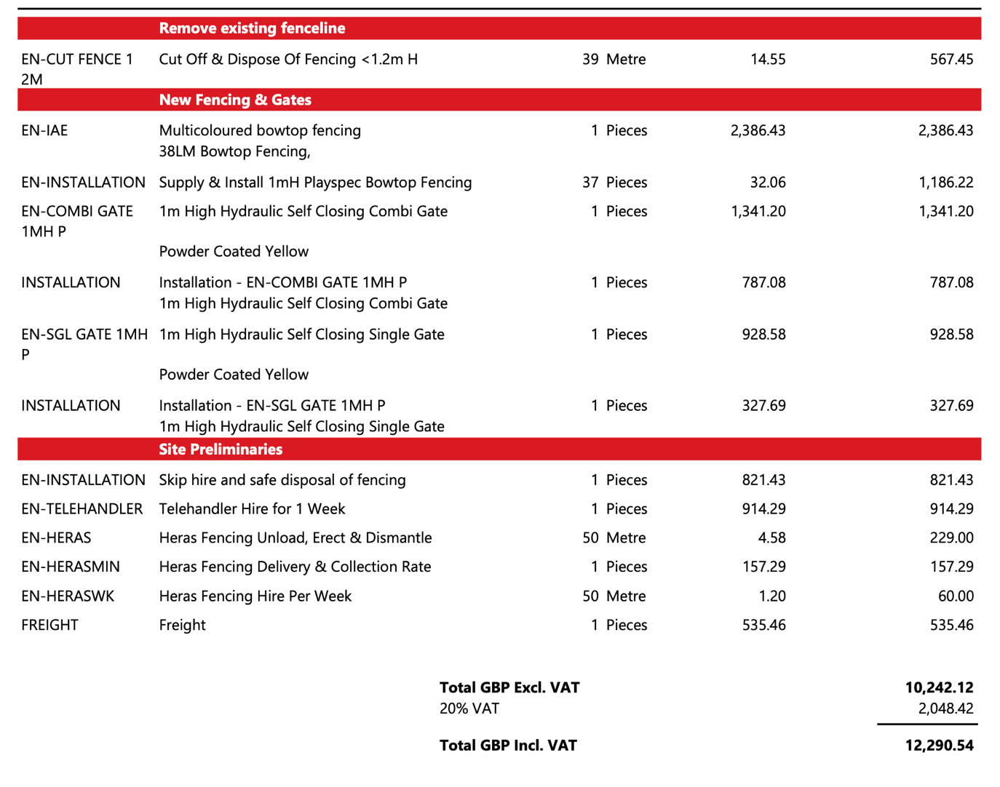 Remove existing fenceline
EN-CUT FENCE 1 Cut Off & Dispose Of Fencing <1.2m H 39 Metre 14.55 567.45
2M
New Fencing & Gates
EN-IAE Multicoloured bowtop fencing 1 Pieces 2,386.43 2,386.43
38LM Bowtop Fencing,
EN-INSTALLATION Supply & Install 1mH Playspec Bowtop Fencing 37 Pieces 32.06 1,186.22
EN-COMBI GATE 1m High Hydraulic Self Closing Combi Gate 1 Pieces 1,341.20 1,341.20
1MH P
Powder Coated Yellow
INSTALLATION Installation - EN-COMBI GATE 1MH P 1 Pieces 787.08 787.08
1m High Hydraulic Self Closing Combi Gate
EN-SGL GATE 1MH 1m High Hydraulic Self Closing Single Gate 1 Pieces 928.58 928.58
P
Powder Coated Yellow
INSTALLATION Installation - EN-SGL GATE 1MH P 1 Pieces 327.69 327.69
1m High Hydraulic Self Closing Single Gate
Site Preliminaries
EN-INSTALLATION Skip hire and safe disposal of fencing 1 Pieces 821.43 821.43
EN-TELEHANDLER Telehandler Hire for 1 Week 1 Pieces 914.29 914.29
EN-HERAS Heras Fencing Unload, Erect & Dismantle 50 Metre 4.58 229.00
EN-HERASMIN Heras Fencing Delivery & Collection Rate 1 Pieces 157.29 157.29
EN-HERASWK Heras Fencing Hire Per Week 50 Metre 1.20 60.00
FREIGHT Freight 1 Pieces 535.46 535.46
Total GBP Excl. VAT 10,242.12
20% VAT 2,048.42
Total GBP Incl. VAT 12,290.54